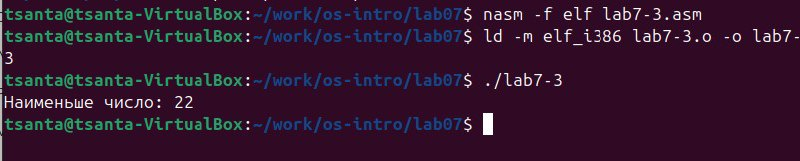 tsanta@tsanta-VirtualBox:~/work/os-intro/lab07$ nasm -f elf lab7-3.asm
tsanta@tsanta-VirtualBox:~/work/os-intro/lab07$ ld -m elf_i386 lab7-3.o -o lab7-
3
tsanta@tsanta-VirtualBox:~/work/os-intro/lab07$ ./lab7-3
Наименьше число: 22
tsanta@tsanta-VirtualBox:~/work/os-intro/lab07$